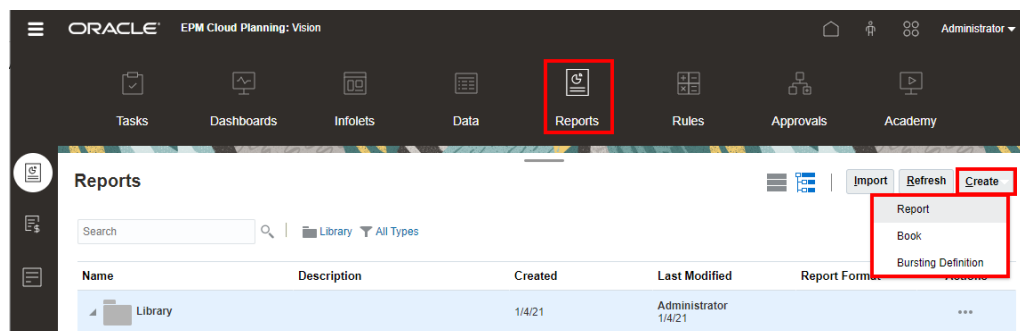 ORACLE® EPM Cloud Planning: Vision Administrator
Tasks Dashboards Infolets Data Reports Rules Approvals Academy
Reports Import Refresh Create
Report
Search Library All Types Book
Bursting Definition
Name Description Created Last Modified Report Format Actions
Library 1/4/21 Administrator
1/4/21